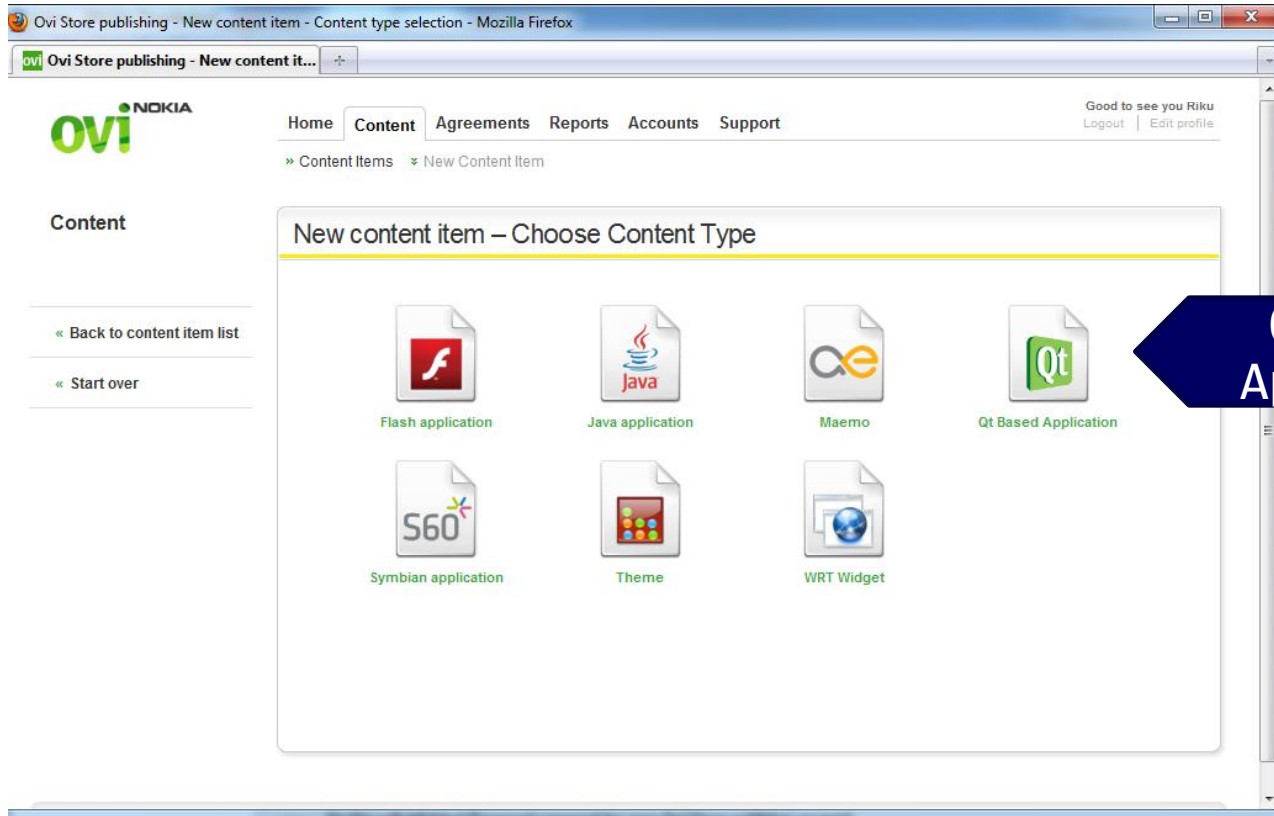 Ovi Store publishing - New content item - Content type selection - Mozilla Firefox
ovi Ovi Store publishing - New content it...
NOKIA
ovi
Home Content Agreements Reports Accounts Support
Good to see you Riku
Logout | Edit profile
» Content Items New Content Item
Content
New content item – Choose Content Type
« Back to content item list
« Start over
Java
Qt
Flash application Java application Maemo Qt Based Application
S60
Symbian application Theme WRT Widget